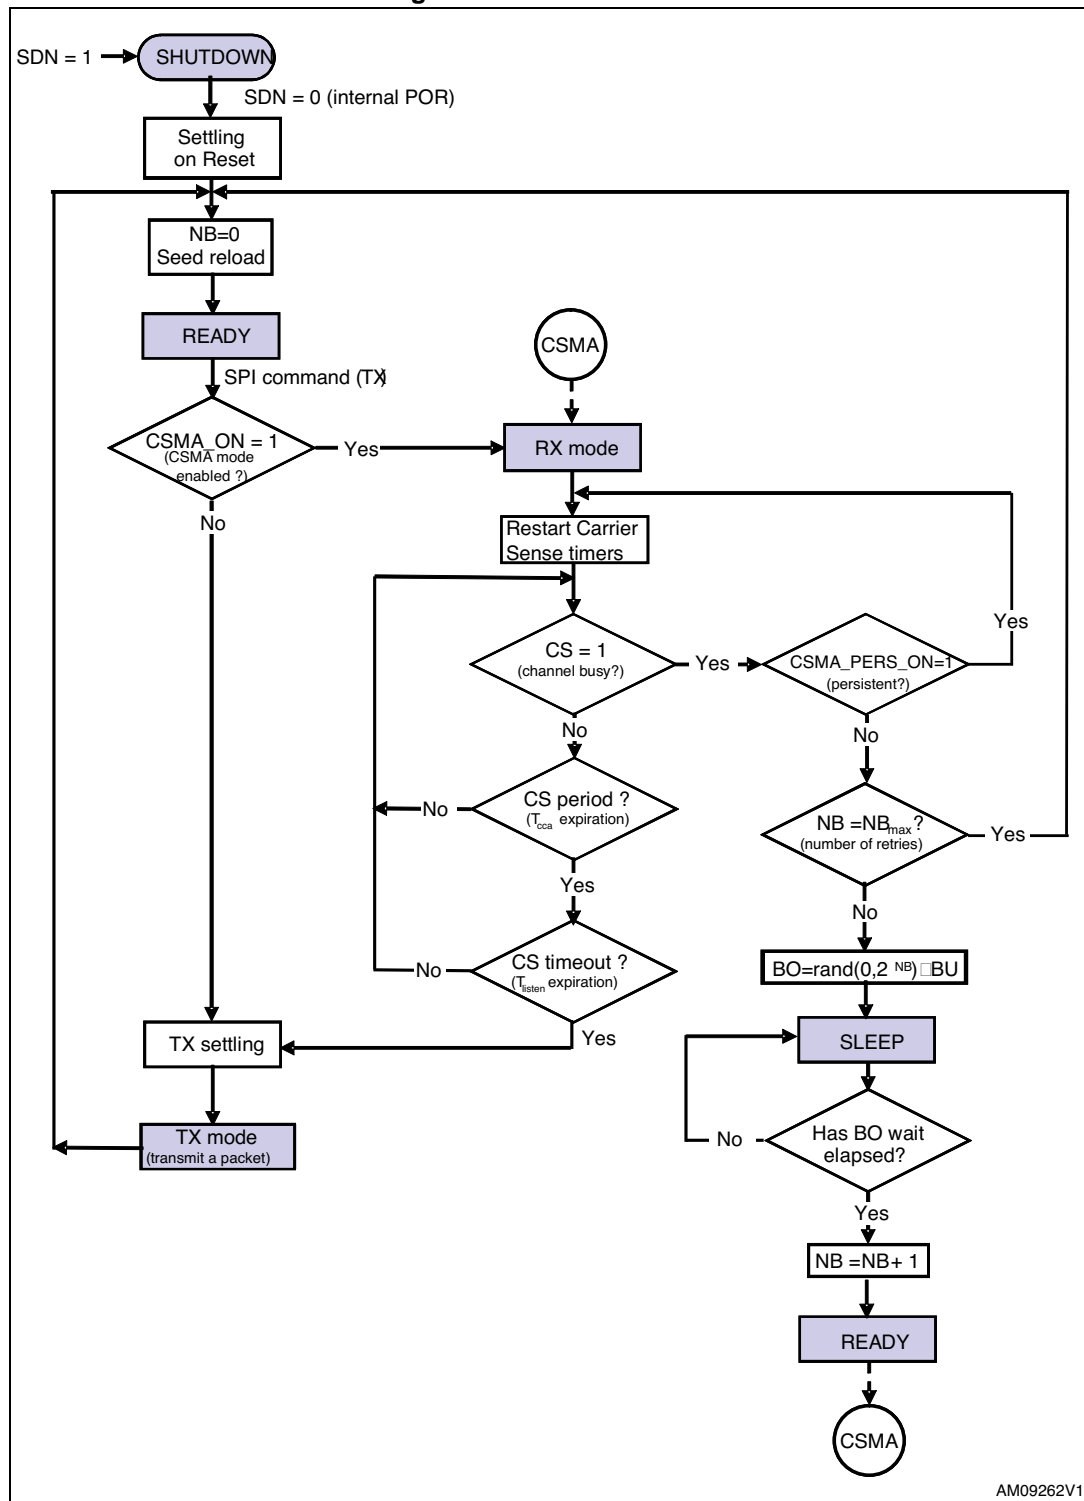 SDN = 1
SHUTDOWN
SDN = 0 (internal POR)
Settling
on Reset
NB=0
Seed reload
READY
SPI command (TX)
CSMA_ON = 1
(CSMA mode
enabled ?)
Yes
No
CSMA
RX mode
Restart Carrier
Sense timers
CS = 1
(channel busy?)
Yes
CSMA_PERS_ON=1
(persistent?)
Yes
No
No
CS period ?
(Tcca expiration)
No
Yes
NB =NBmax?
(number of retries)
Yes
No
CS timeout ?
(Tlisten expiration)
No
Yes
BO=rand(0,2 NB)□BU
TX settling
SLEEP
TX mode
(transmit a packet)
Has BO wait
elapsed?
No
Yes
NB =NB+ 1
READY
CSMA
AM09262V1